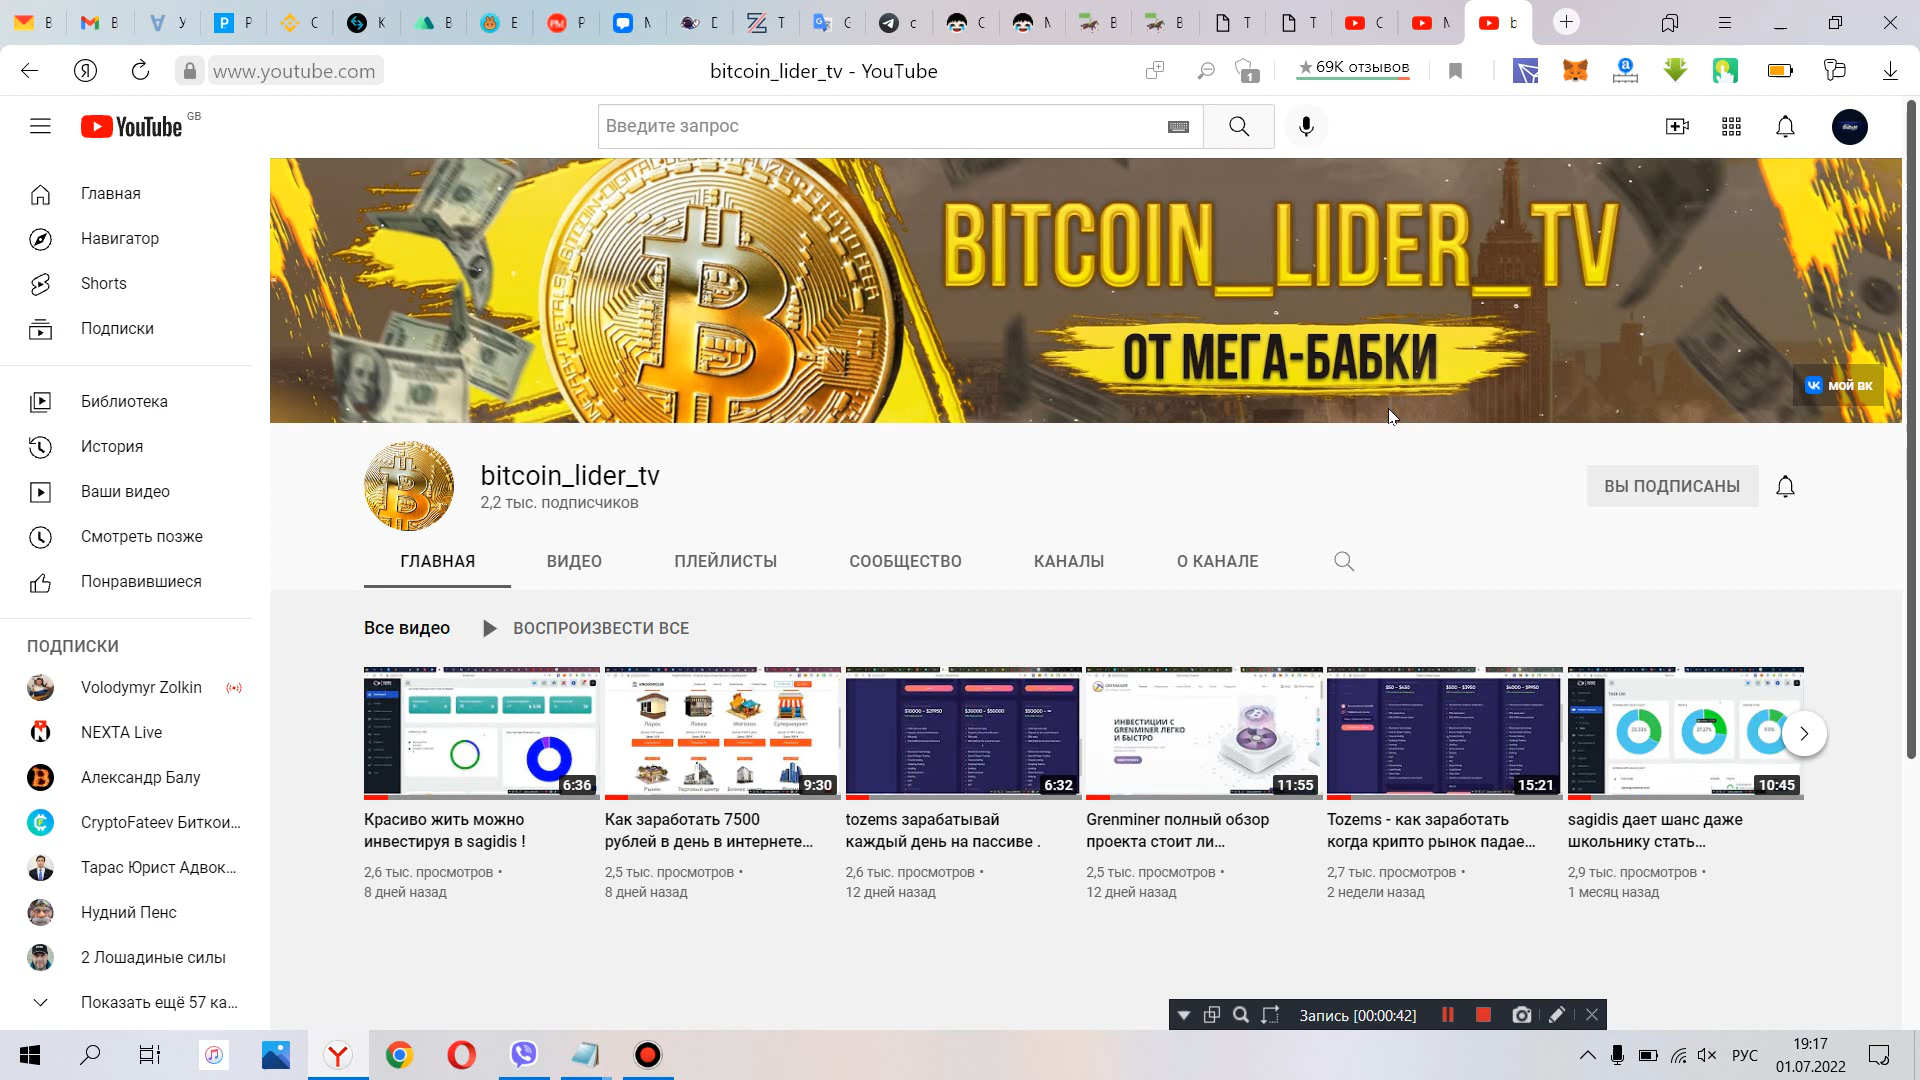 www.youtube.com
bitcoin_lider_tv - YouTube
★ 69K отзывов
1
YouTube GB
Введите запрос
Главная
Навигатор
Shorts
Подписки
Библиотека
История
Ваши видео
Смотреть позже
Понравившиеся
ПОДПИСКИ
Volodymyr Zolkin
NEXTA Live
Александр Балу
CryptoFateev Биткои...
Тарас Юрист Адвок...
Нудний Пенс
2 Лошадиные силы
Показать ещё 57 ка...
BITCOIN_LIDER_TV
ОТ МЕГА-БАБКИ
МОЙ ВК
bitcoin_lider_tv
2,2 тыс. подписчиков
ВЫ ПОДПИСАНЫ
ГЛАВНАЯ ВИДЕО ПЛЕЙЛИСТЫ СООБЩЕСТВО КАНАЛЫ О КАНАЛЕ
Все видео ВОСПРОИЗВЕСТИ ВСЕ
ИНВЕСТИЦИИ С
GRENMINER ЛЕГКО
И БЫСТРО
6:36 9:30 6:32 11:55 15:21 10:45
Красиво жить можно
инвестируя в sagidis !
2,6 тыс. просмотров •
8 дней назад
Как заработать 7500
рублей в день в интернете...
2,5 тыс. просмотров •
8 дней назад
tozems зарабатывай
каждый день на пассиве .
2,6 тыс. просмотров •
12 дней назад
Grenminer полный обзор
проекта стоит ли...
2,5 тыс. просмотров •
12 дней назад
Tozems - как заработать
когда крипто рынок падае...
2,7 тыс. просмотров •
2 недели назад
sagidis дает шанс даже
школьнику стать...
2,9 тыс. просмотров •
1 месяц назад
Запись [00:00:42]
РУС
19:17
01.07.2022